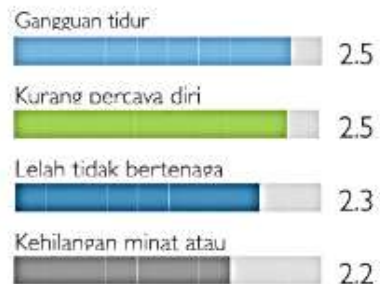 Gangguan tidur
2.5
Kurang percaya diri
2.5
Lelah tidak bertenaga
2.3
Kehilangan minat atau
2.2